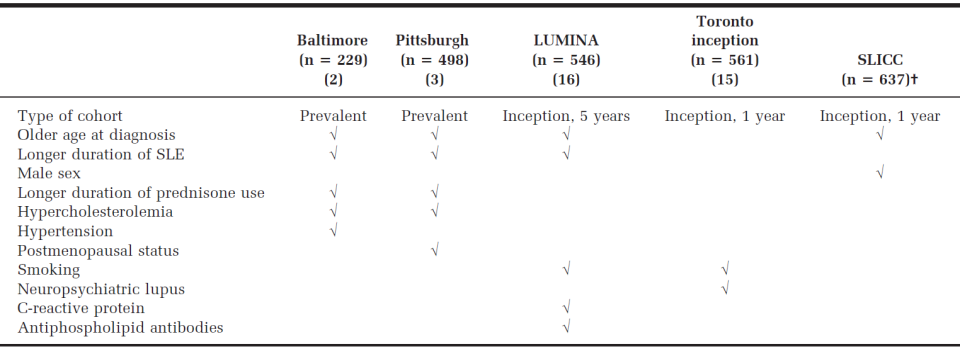 Toronto
Baltimore Pittsburgh LUMINA inception
(n = 229) (n = 498) (n = 546) (n = 561) SLICC
(2) (3) (16) (15) (n = 637)†
Type of cohort Prevalent Prevalent Inception, 5 years Inception, 1 year Inception, 1 year
Older age at diagnosis √ √ √ √
Longer duration of SLE √ √ √
Male sex √
Longer duration of prednisone use √ √
Hypercholesterolemia √ √
Hypertension √
Postmenopausal status √
Smoking √ √
Neuropsychiatric lupus √
C-reactive protein √
Antiphospholipid antibodies √